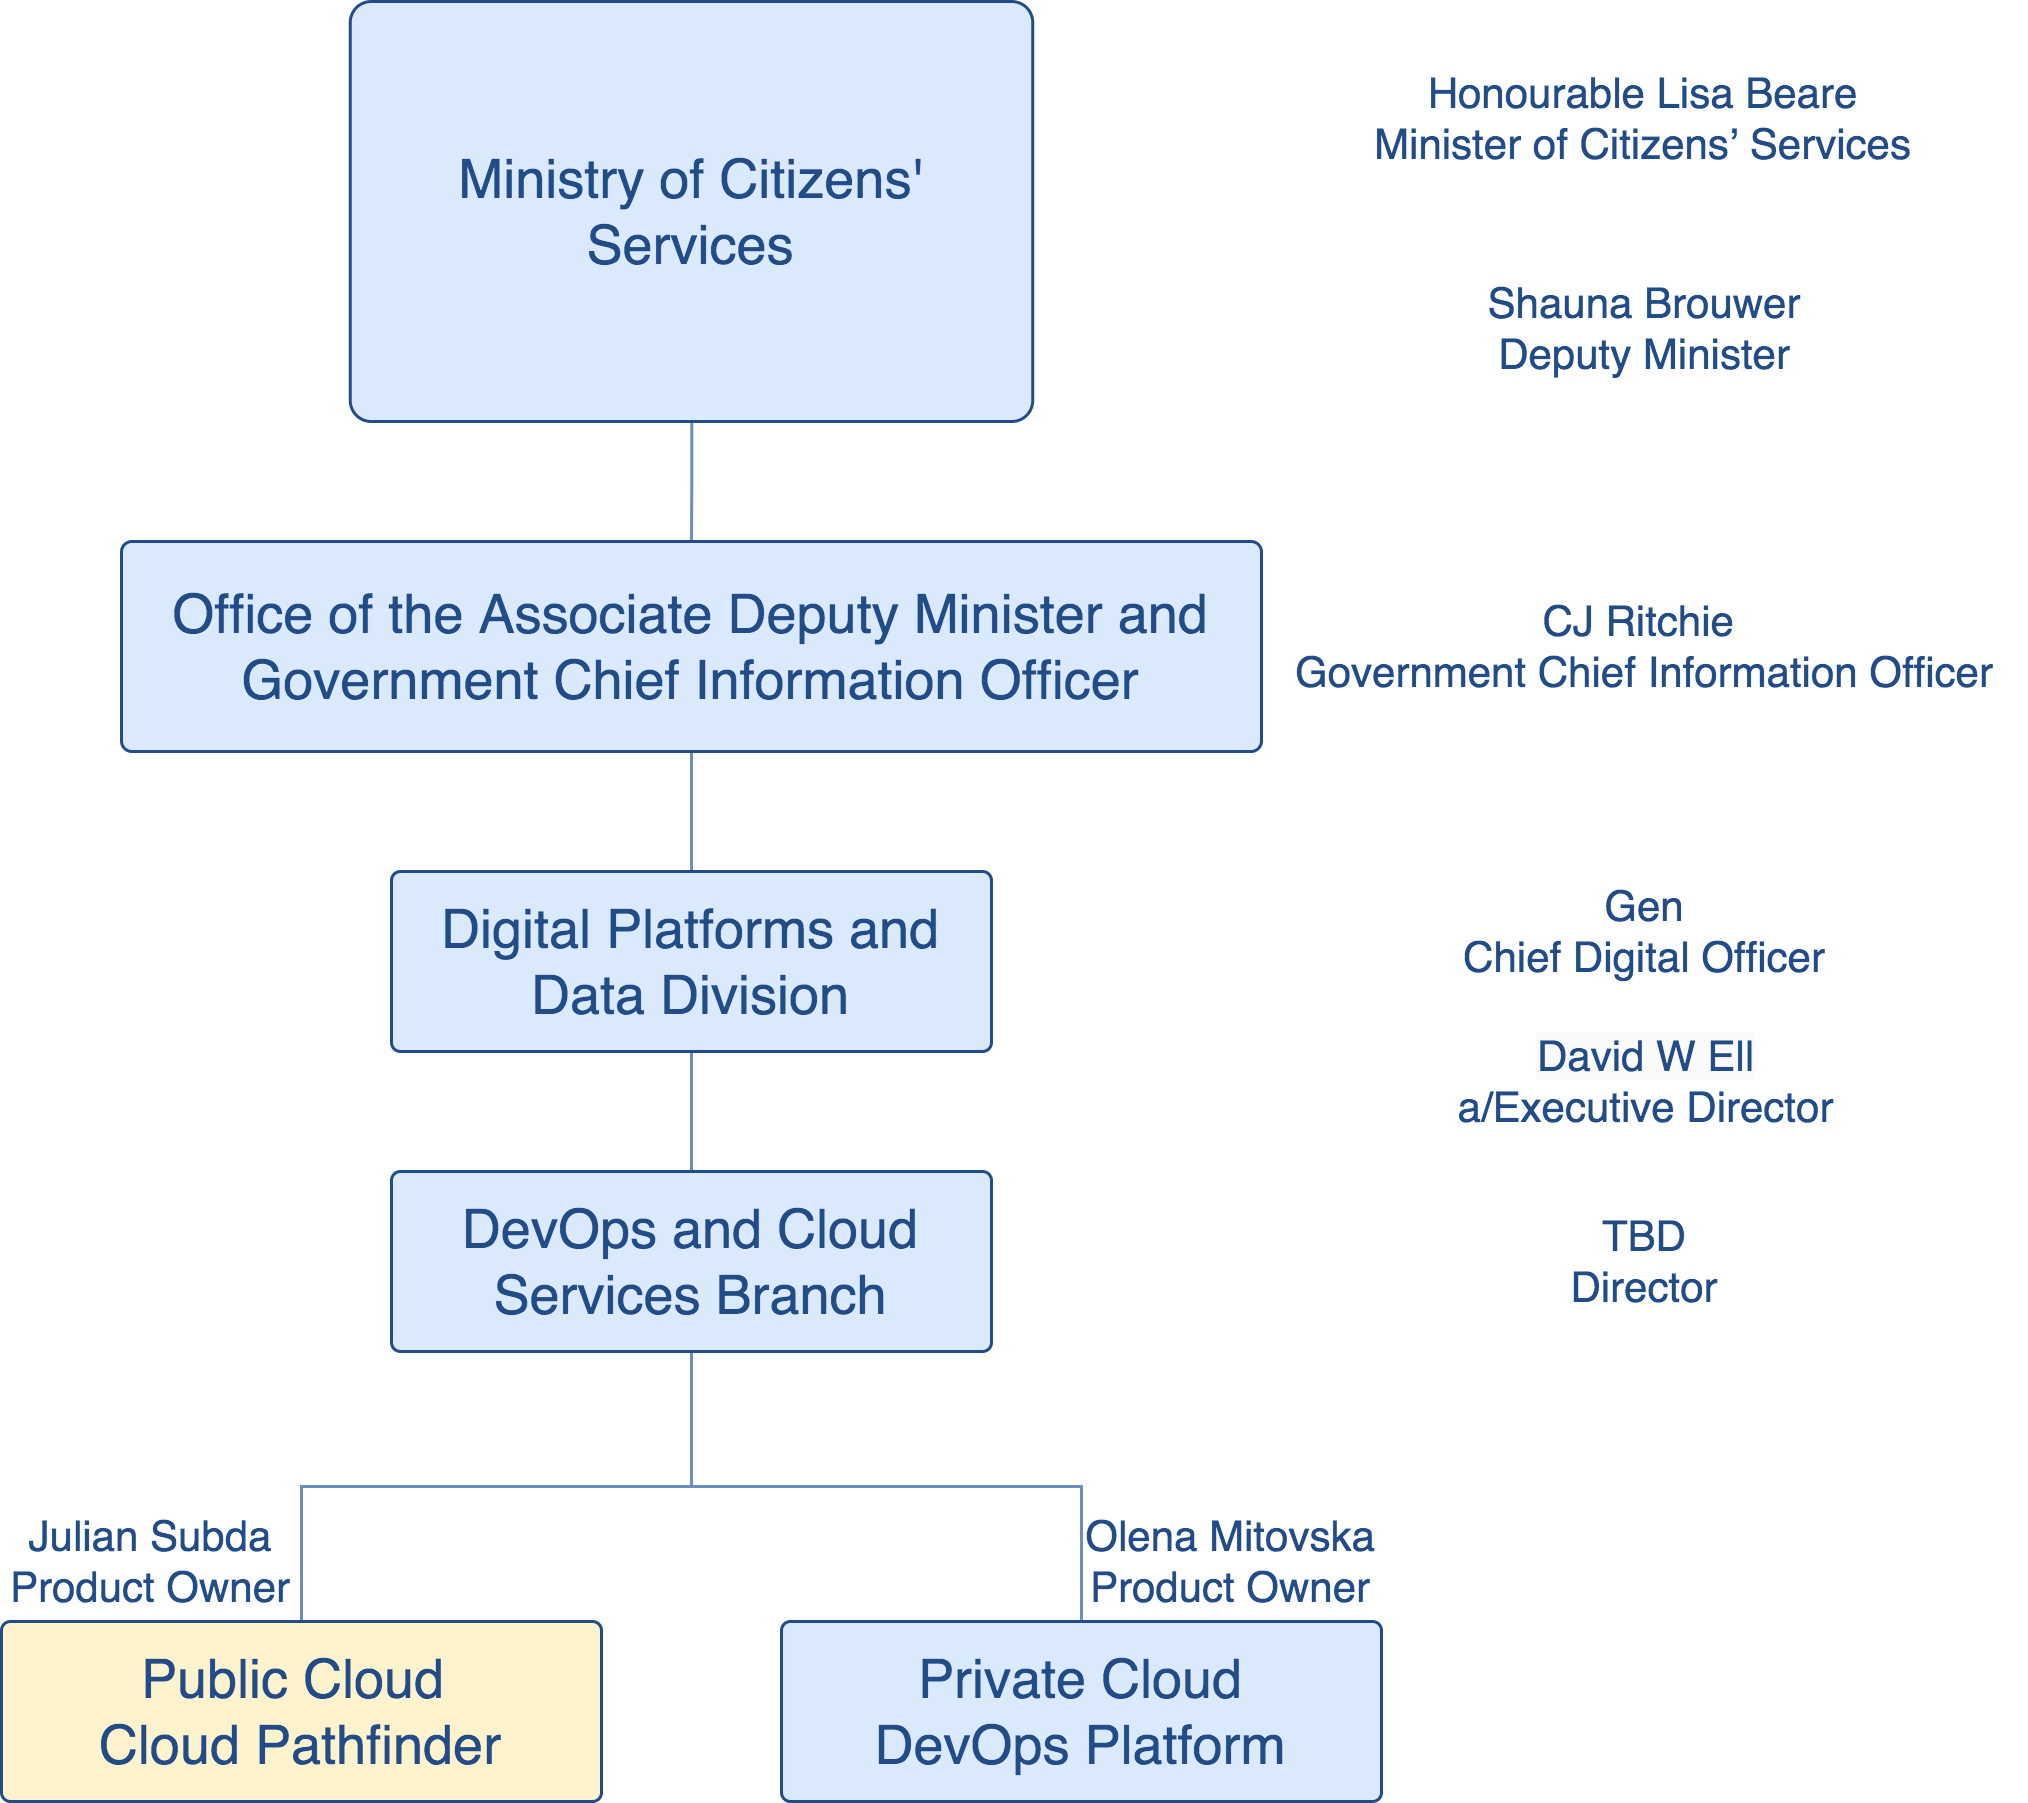 Ministry of Citizens'
Services
Honourable Lisa Beare
Minister of Citizens’ Services
Shauna Brouwer
Deputy Minister
Office of the Associate Deputy Minister and
Government Chief Information Officer
CJ Ritchie
Government Chief Information Officer
Digital Platforms and
Data Division
Gen
Chief Digital Officer
David W Ell
a/Executive Director
DevOps and Cloud
Services Branch
TBD
Director
Julian Subda
Product Owner
Public Cloud
Cloud Pathfinder
Olena Mitovska
Product Owner
Private Cloud
DevOps Platform